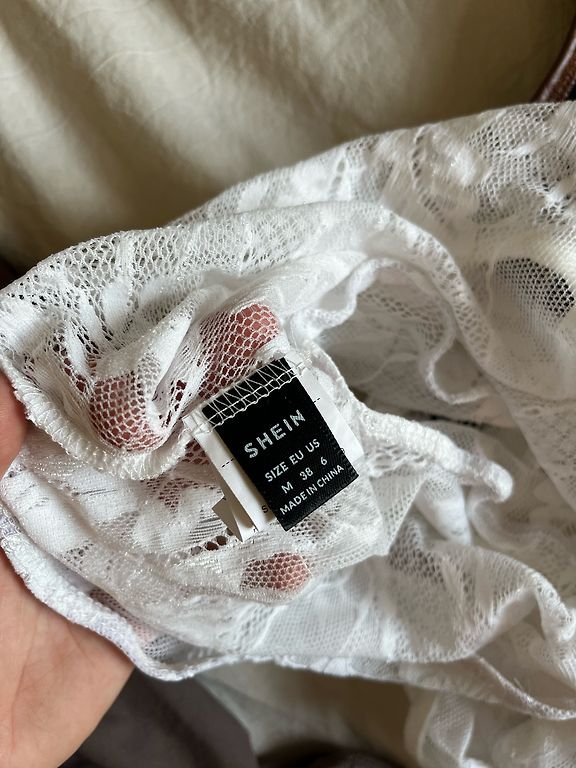 SHEIN
SIZE EU US
M 38 6
MADE IN CHINA
S